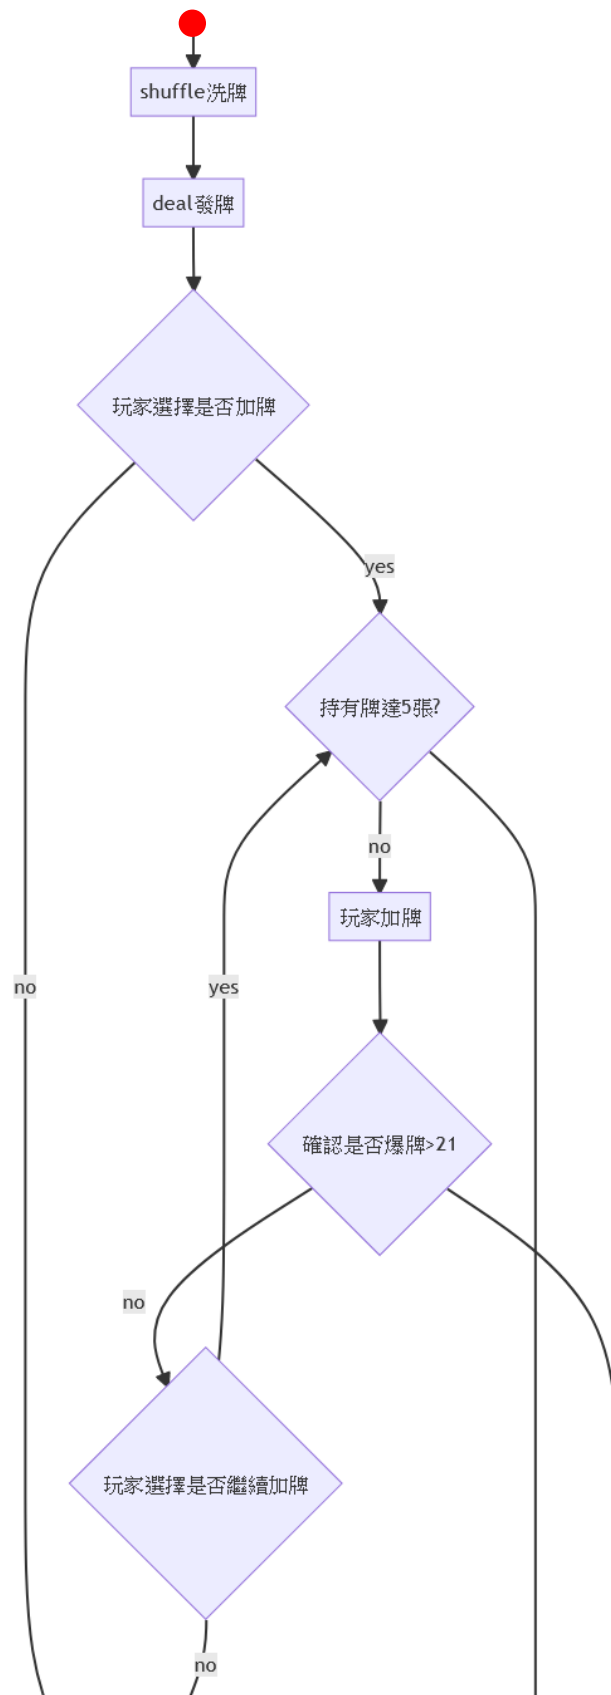 shuffle洗牌
deal發牌
玩家選擇是否加牌
yes
持有牌達5張?
no
玩家加牌
no
yes
確認是否爆牌>21
no
玩家選擇是否繼續加牌
no